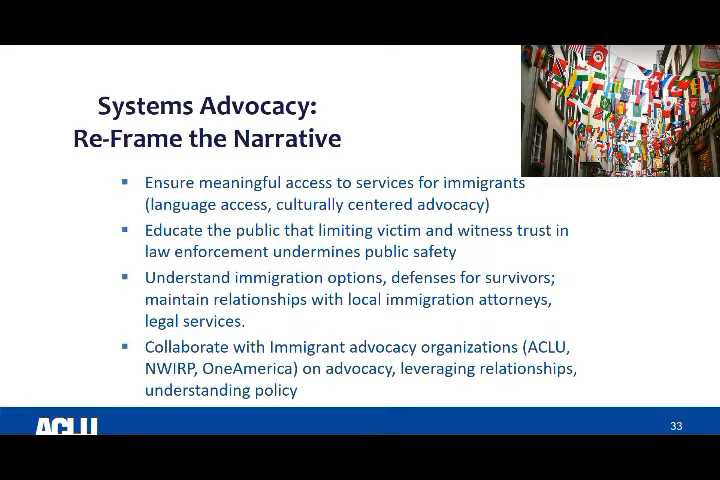 Systems Advocacy:
Re-Frame the Narrative
▪ Ensure meaningful access to services for immigrants
(language access, culturally centered advocacy)
▪ Educate the public that limiting victim and witness trust in
law enforcement undermines public safety
▪ Understand immigration options, defenses for survivors;
maintain relationships with local immigration attorneys,
legal services.
▪ Collaborate with Immigrant advocacy organizations (ACLU,
NWIRP, OneAmerica) on advocacy, leveraging relationships,
understanding policy
ACLU
33